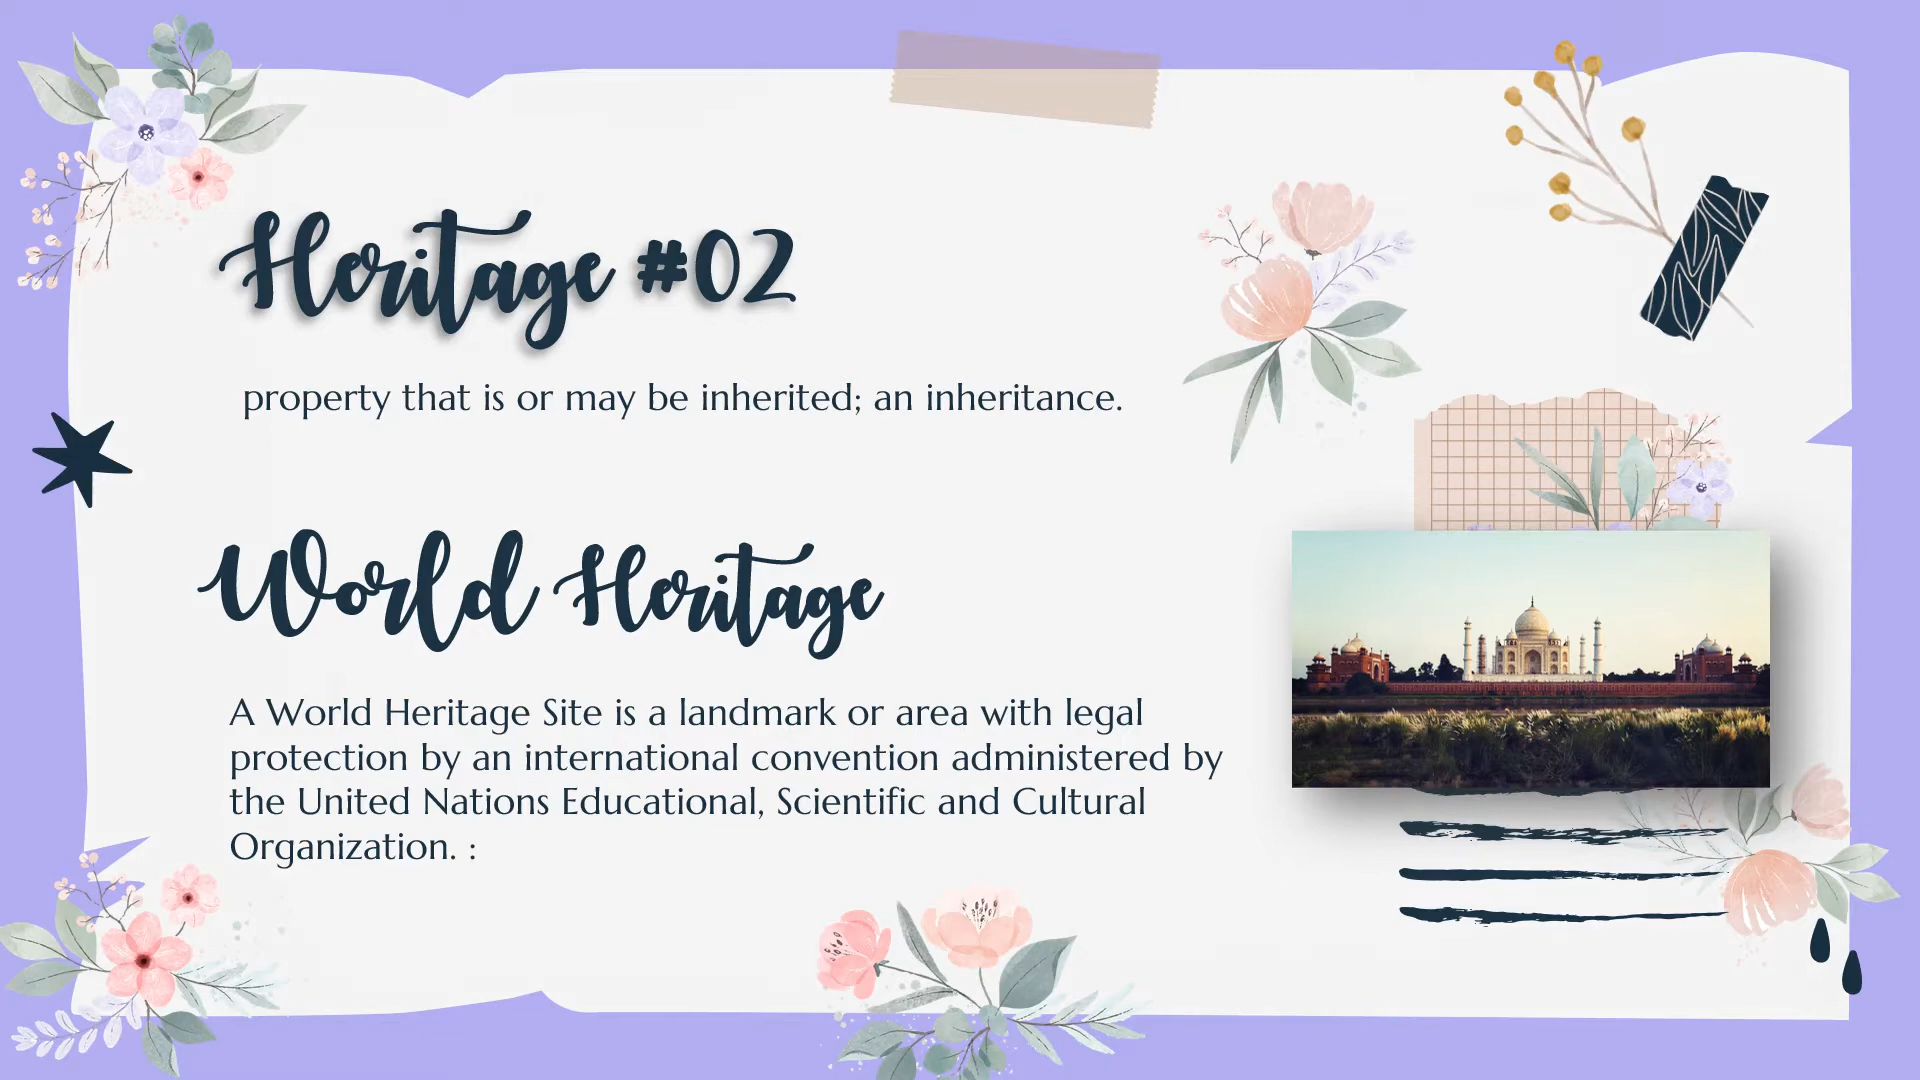 Heritage #02
property that is or may be inherited; an inheritance.
World Heritage
A World Heritage Site is a landmark or area with legal
protection by an international convention administered by
the United Nations Educational, Scientific and Cultural
Organization. :